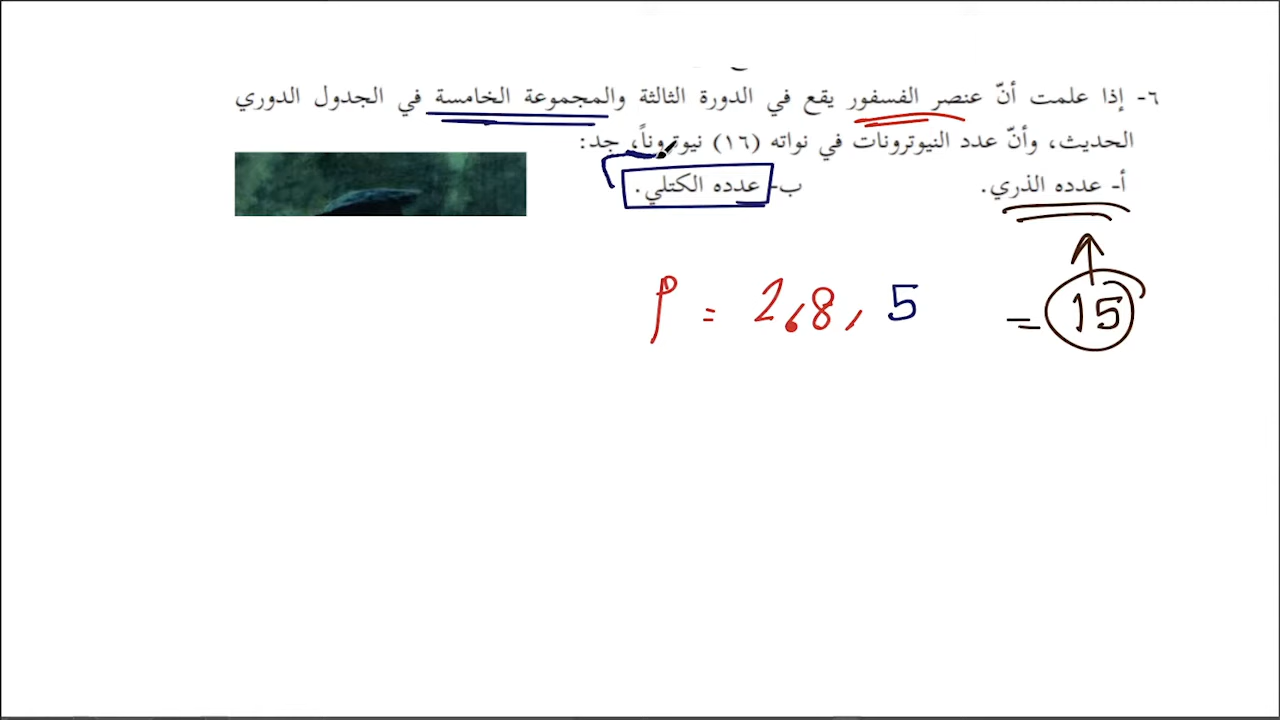 ٦- إذا علمت أنّ عنصر الفسفور يقع في الدورة الثالثة والمجموعة الخامسة في الجدول الدوري
الحديث، وأنّ عدد النيوترونات في نواته (١٦) نيوتروناً، جد:
أ- عدده الذري. ب- عدده الكتلي.
P = 2,8, 5 = 15